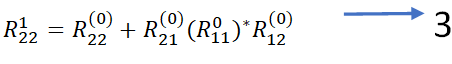 R^1_{22} = R^{(0)}_{22} + R^{(0)}_{21} (R^0_{11})^* R^{(0)}_{12} → 3